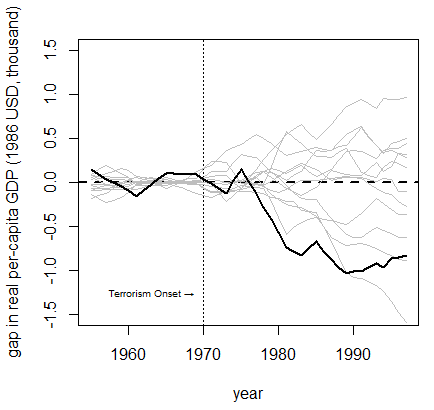 gap in real per-capita GDP (1986 USD, thousand)
1.5
1.0
0.5
0.0
-0.5
-1.0
-1.5
Terrorism Onset →
1960 1970 1980 1990
year